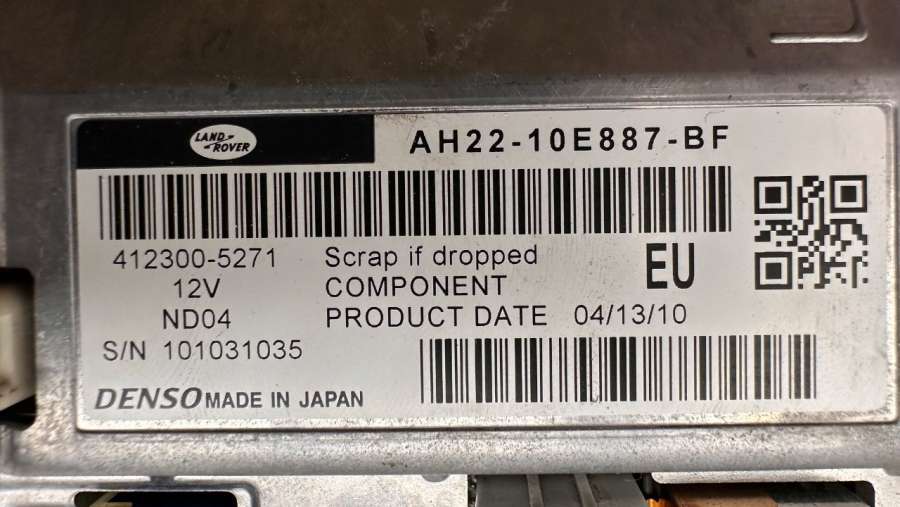 LAND ROVER
AH22-10E887-BF
412300-5271
Scrap if dropped
EU
12V
COMPONENT
ND04
PRODUCT DATE 04/13/10
S/N 101031035
DENSO MADE IN JAPAN